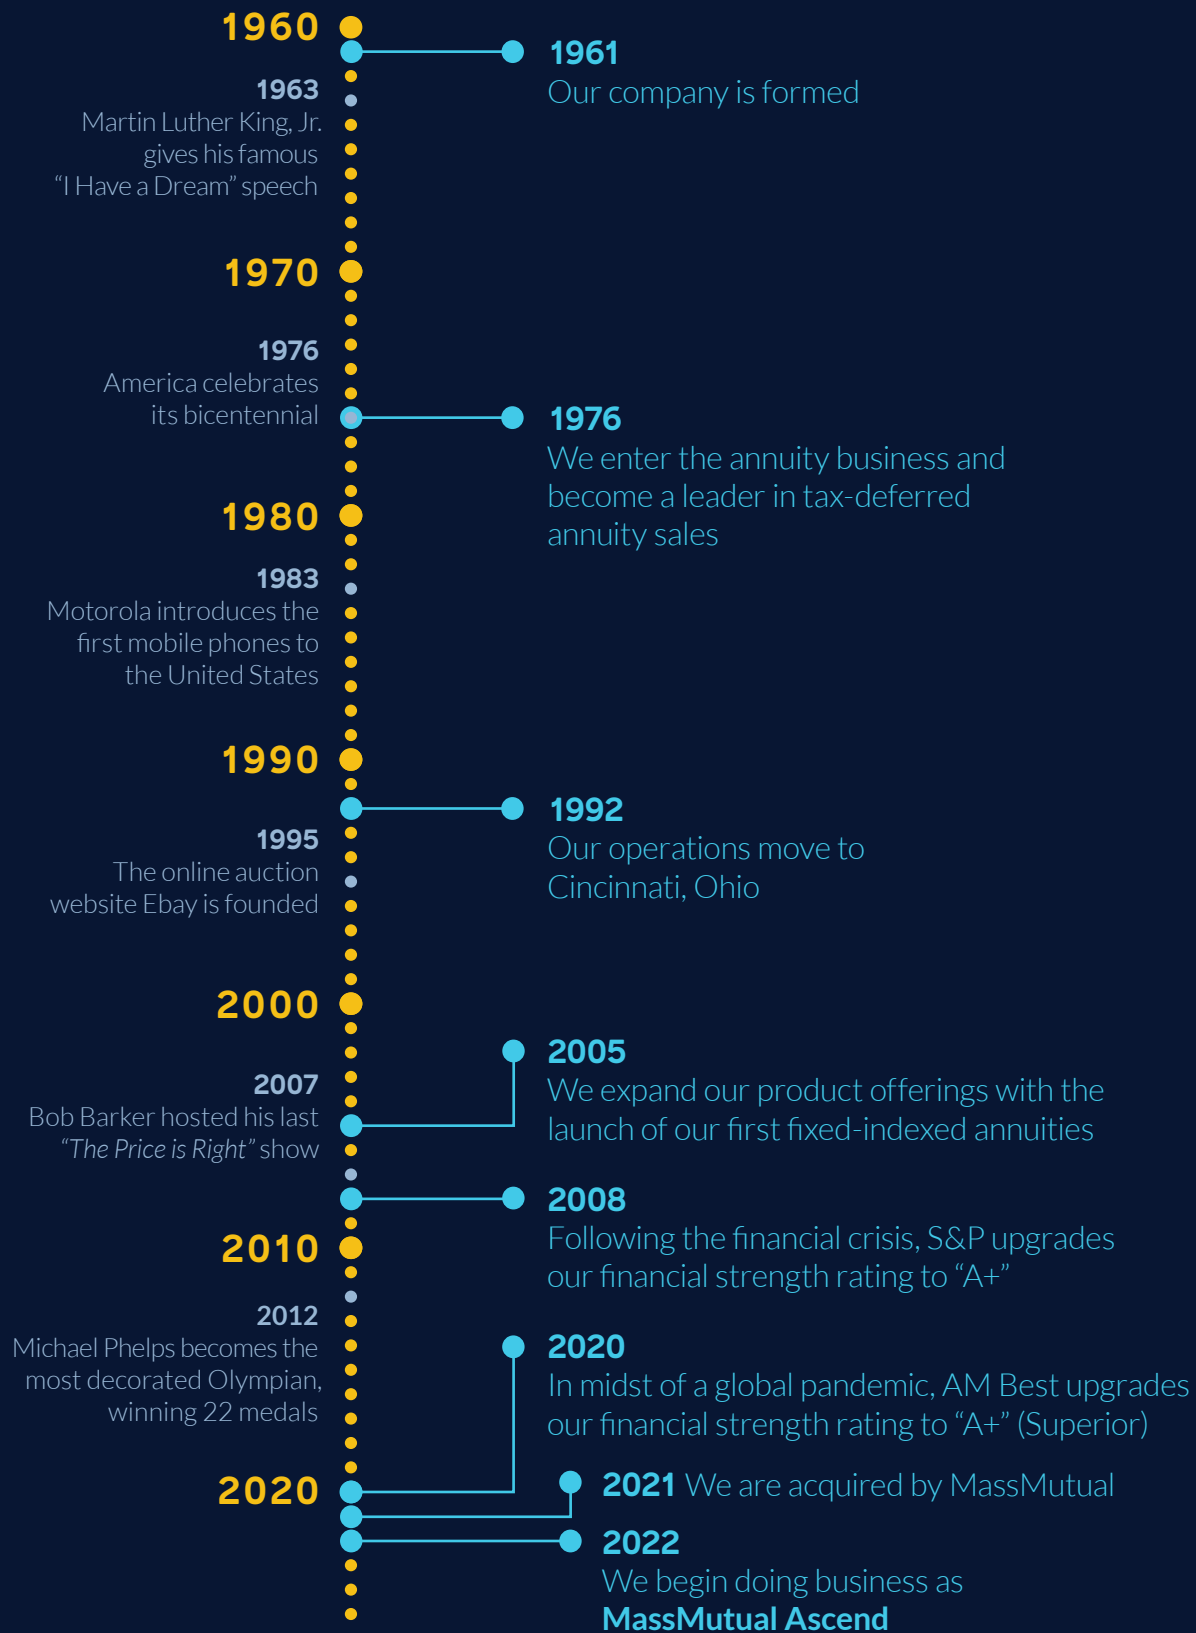 1960
1961
Our company is formed
1963
Martin Luther King, Jr.
gives his famous
“I Have a Dream” speech
1970
1976
America celebrates
its bicentennial
1976
We enter the annuity business and
become a leader in tax-deferred
annuity sales
1980
1983
Motorola introduces the
first mobile phones to
the United States
1990
1992
Our operations move to
Cincinnati, Ohio
1995
The online auction
website Ebay is founded
2000
2005
We expand our product offerings with the
launch of our first fixed-indexed annuities
2007
Bob Barker hosted his last
“The Price is Right” show
2008
Following the financial crisis, S&P upgrades
our financial strength rating to “A+”
2010
2012
Michael Phelps becomes the
most decorated Olympian,
winning 22 medals
2020
In midst of a global pandemic, AM Best upgrades
our financial strength rating to “A+” (Superior)
2020
2021 We are acquired by MassMutual
2022
We begin doing business as
MassMutual Ascend